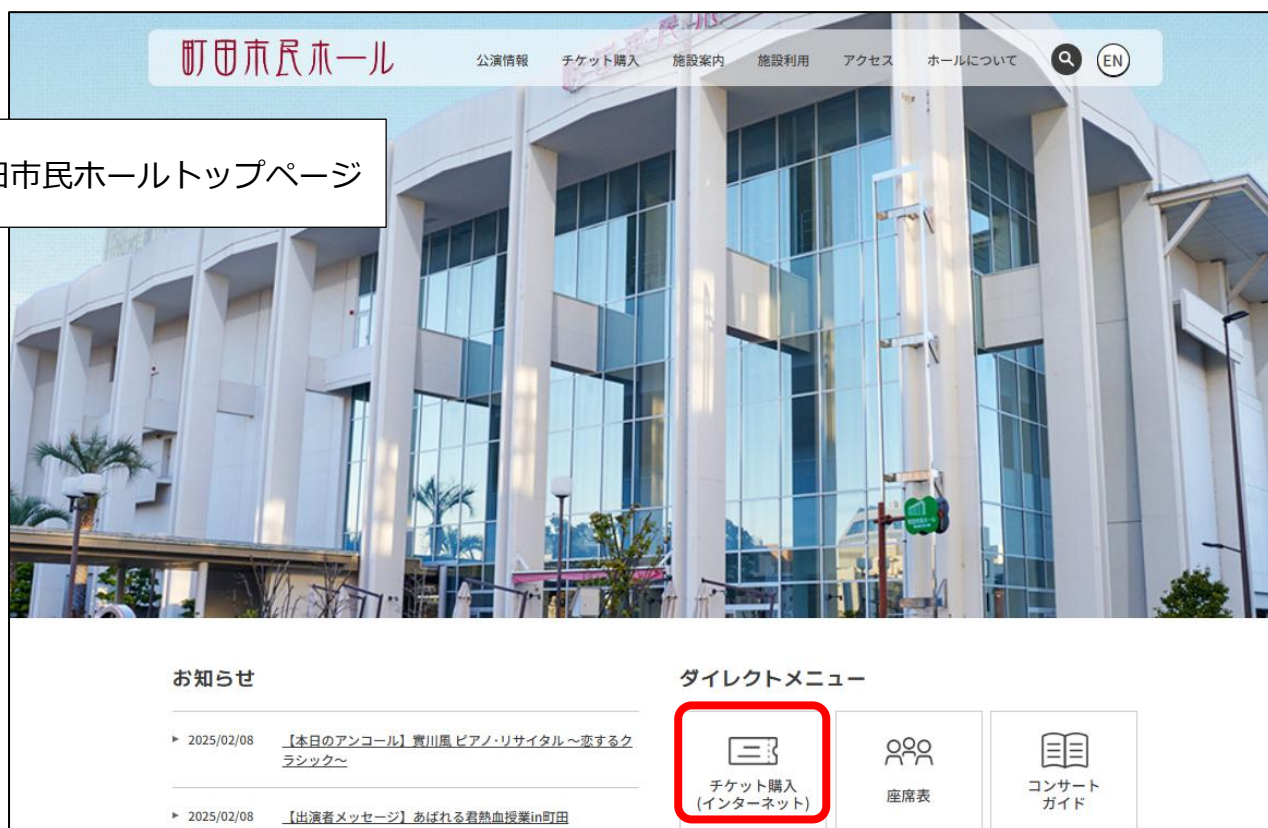 町田市民ホール
公演情報 チケット購入 施設案内 施設利用 アクセス ホールについて EN
田市民ホールトップページ
お知らせ
2025/02/08 【本日のアンコール】實川風 ピアノ･リサイタル ～恋するク
ラシック～
2025/02/08 【出演者メッセージ】あばれる君熱血授業in町田
ダイレクトメニュー
チケット購入
(インターネット)
座席表
コンサート
ガイド